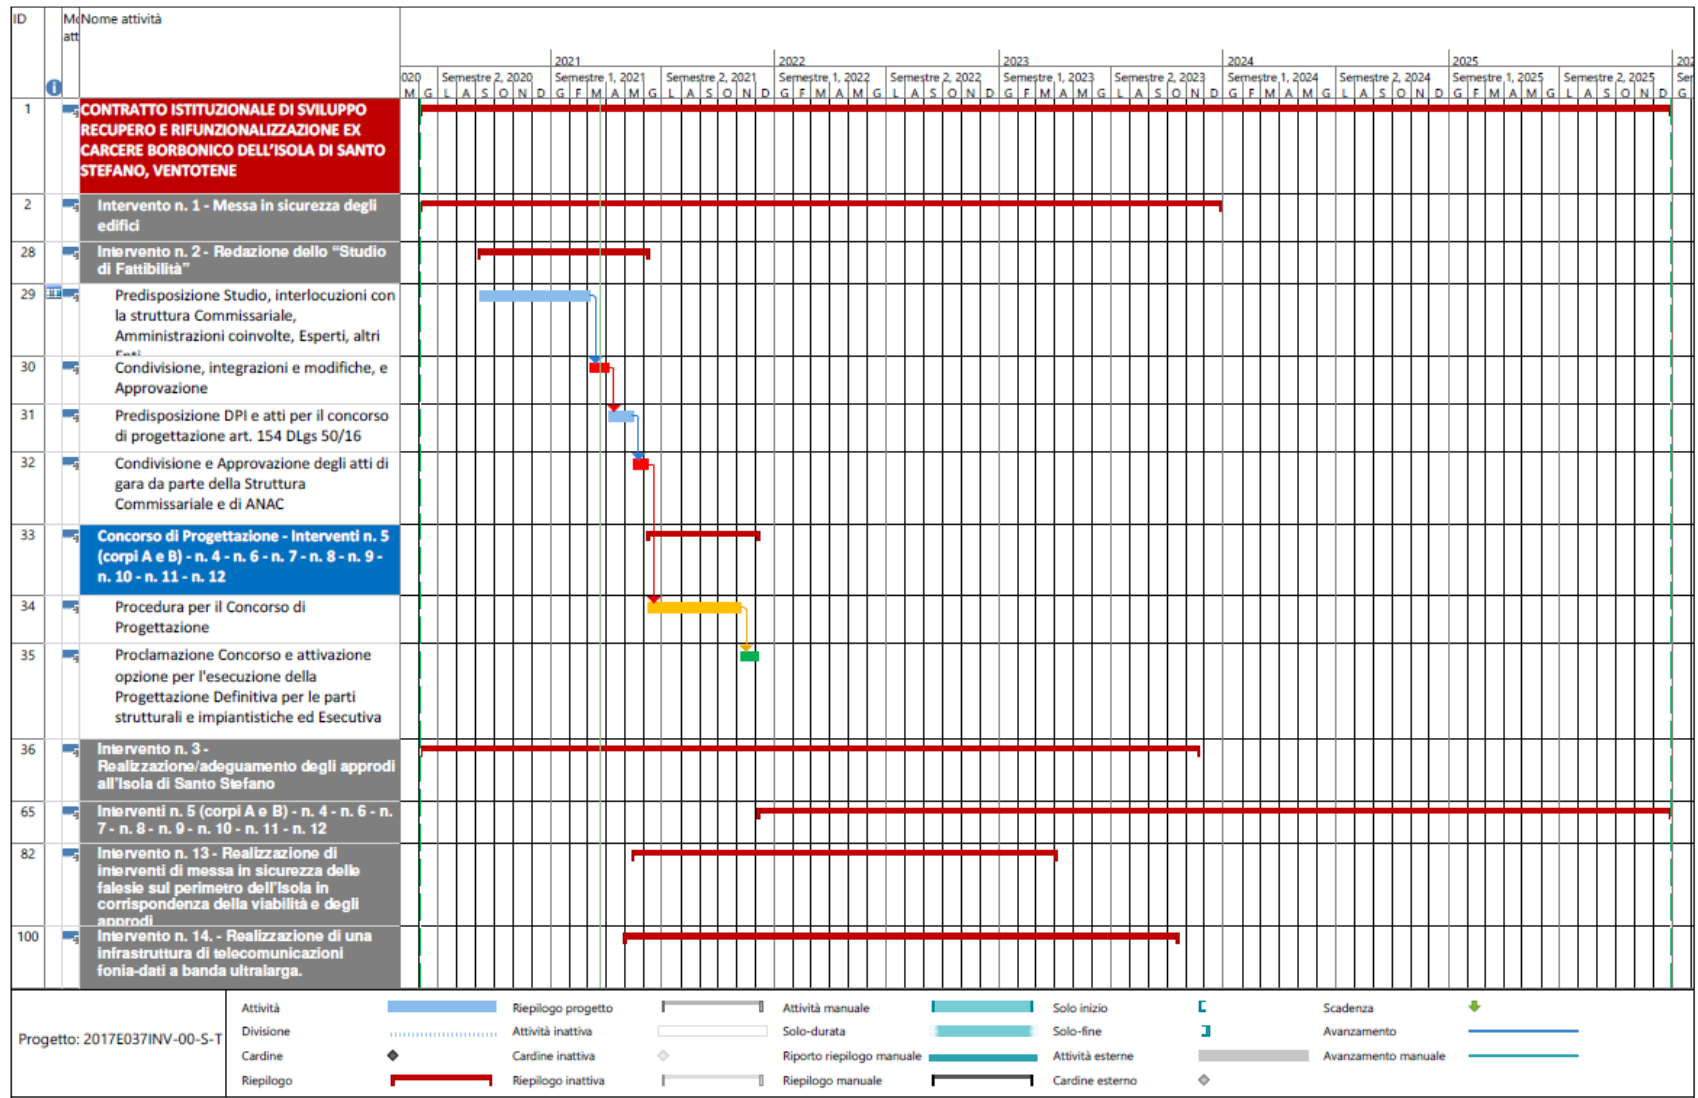 ID
Mo
att
Nome attività
2021
2022
2023
2024
2025
202
020
Semestre 2, 2020
Semestre 1, 2021
Semestre 2, 2021
Semestre 1, 2022
Semestre 2, 2022
Semestre 1, 2023
Semestre 2, 2023
Semestre 1, 2024
Semestre 2, 2024
Semestre 1, 2025
Semestre 2, 2025
Ser
M G L A S O N D G F M A M G L A S O N D G F M A M G L A S O N D G F M A M G L A S O N D G F M A M G L A S O N D G F M A M G L A S O N D G
1
CONTRATTO ISTITUZIONALE DI SVILUPPO
RECUPERO E RIFUNZIONALIZZAZIONE EX
CARCERE BORBONICO DELL'ISOLA DI SANTO
STEFANO, VENTOTENE
2
Intervento n. 1 - Messa in sicurezza degli
edifici
28
Intervento n. 2 - Redazione dello “Studio
di Fattibilità”
29
Predisposizione Studio, interlocuzioni con
la struttura Commissariale,
Amministrazioni coinvolte, Esperti, altri
Enti
30
Condivisione, integrazioni e modifiche, e
Approvazione
31
Predisposizione DPI e atti per il concorso
di progettazione art. 154 DLgs 50/16
32
Condivisione e Approvazione degli atti di
gara da parte della Struttura
Commissariale e di ANAC
33
Concorso di Progettazione - Interventi n. 5
(corpi A e B) - n. 4 - n. 6 - n. 7 - n. 8 - n. 9 -
n. 10 - n. 11 - n. 12
34
Procedura per il Concorso di
Progettazione
35
Proclamazione Concorso e attivazione
opzione per l'esecuzione della
Progettazione Definitiva per le parti
strutturali e impiantistiche ed Esecutiva
36
Intervento n. 3 -
Realizzazione/adeguamento degli approdi
all'Isola di Santo Stefano
65
Interventi n. 5 (corpi A e B) - n. 4 - n. 6 - n.
7 - n. 8 - n. 9 - n. 10 - n. 11 - n. 12
82
Intervento n. 13 - Realizzazione di
interventi di messa in sicurezza delle
falesie sul perimetro dell'Isola in
corrispondenza della viabilità e degli
approdi
100
Intervento n. 14. - Realizzazione di una
infrastruttura di telecomunicazioni
fonia-dati a banda ultralarga.
Progetto: 2017E037INV-00-S-T
Attività
Divisione
Cardine
Riepilogo
Riepilogo progetto
Attività inattiva
Cardine inattiva
Riepilogo inattiva
Attività manuale
Solo-durata
Riporto riepilogo manuale
Riepilogo manuale
Solo inizio
Solo-fine
Attività esterne
Cardine esterno
Scadenza
Avanzamento
Avanzamento manuale